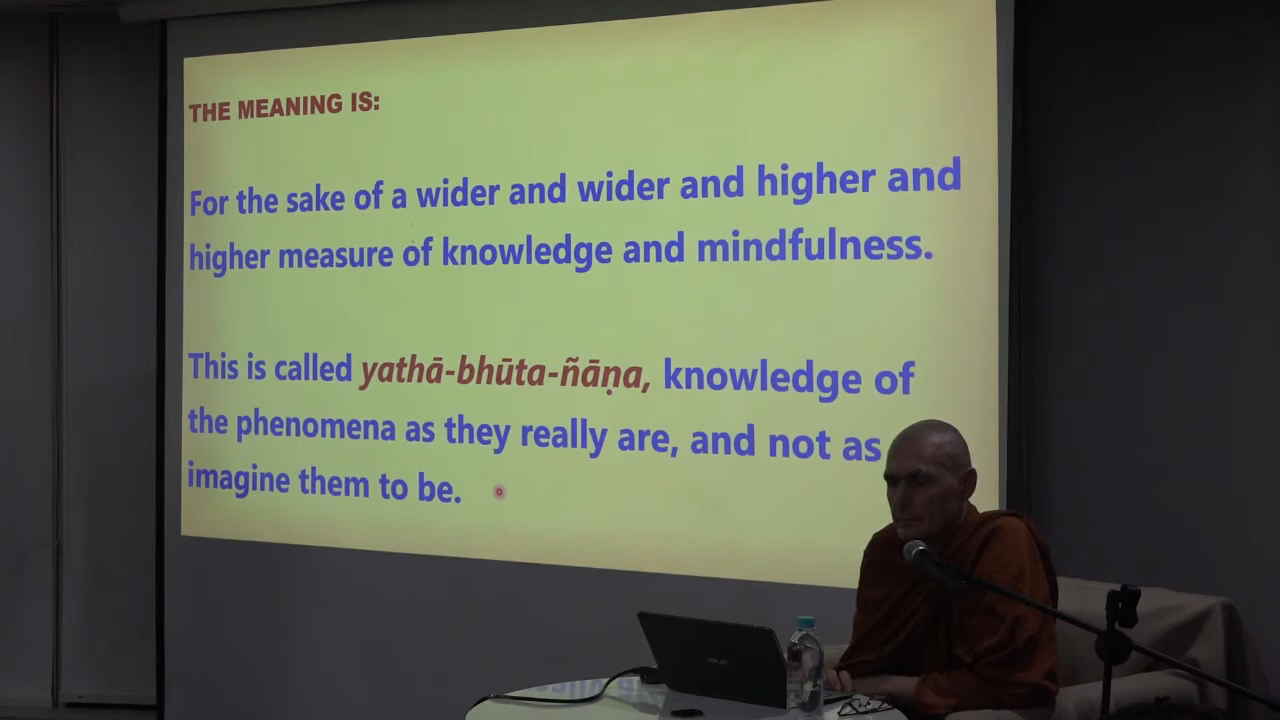 THE MEANING IS:
For the sake of a wider and wider and higher and
higher measure of knowledge and mindfulness.
This is called yathā-bhūta-ñāṇa, knowledge of
the phenomena as they really are, and not as
imagine them to be.
ASUS